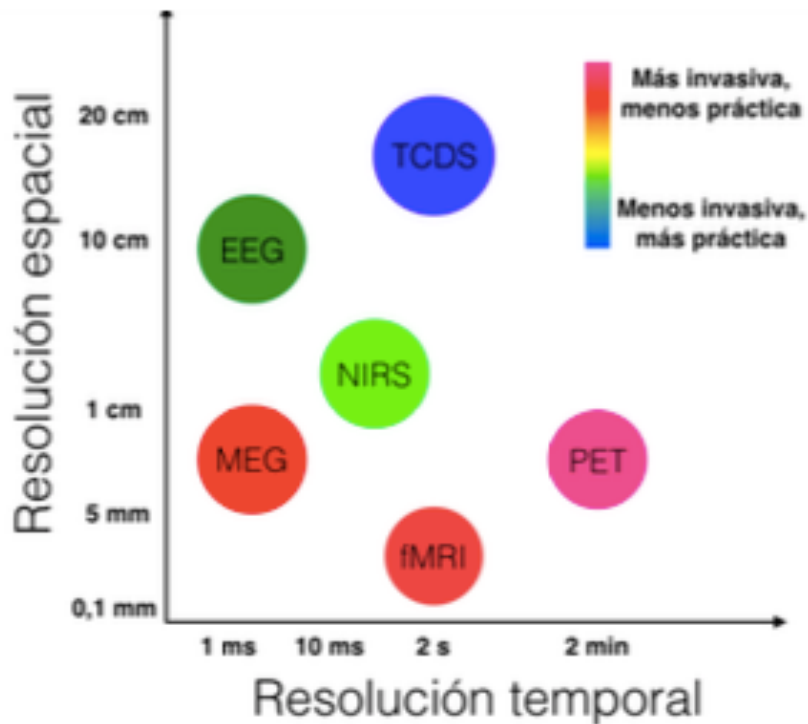 Más invasiva,
menos práctica
20 cm
TCDS
Menos invasiva,
más práctica
10 cm
EEG
NIRS
1 cm
MEG
PET
5 mm
fMRI
0,1 mm
1 ms 10 ms 2 s 2 min
Resolución espacial
Resolución temporal